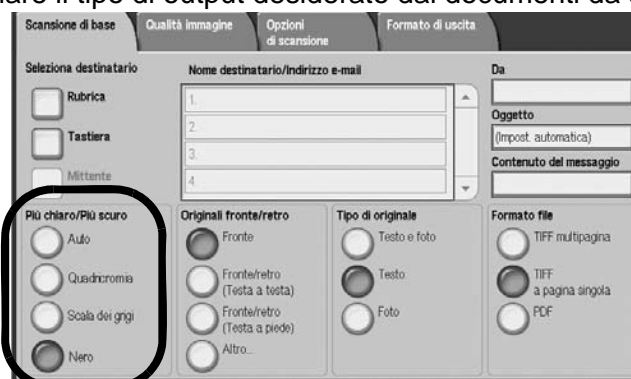 are il tipo di output desiderato dai documenti da
Scansione di base
Qualità immagine
Opzioni
di scansione
Formato di uscita
Seleziona destinatario
Nome destinatario/Indirizzo e-mail
Da
Rubrica
1.
Oggetto
Tastiera
2.
(Impost. automatica)
3.
Contenuto del messaggio
Mittente
4.
Più chiaro/Più scuro
Originali fronte/retro
Tipo di originale
Formato file
Auto
Fronte
Testo e foto
TIFF multipagina
Quadricromia
Fronte/retro
(Testa a testa)
Testo
TIFF
a pagina singola
Scala dei grigi
Fronte/retro
(Testa a piede)
Foto
PDF
Nero
Altro...